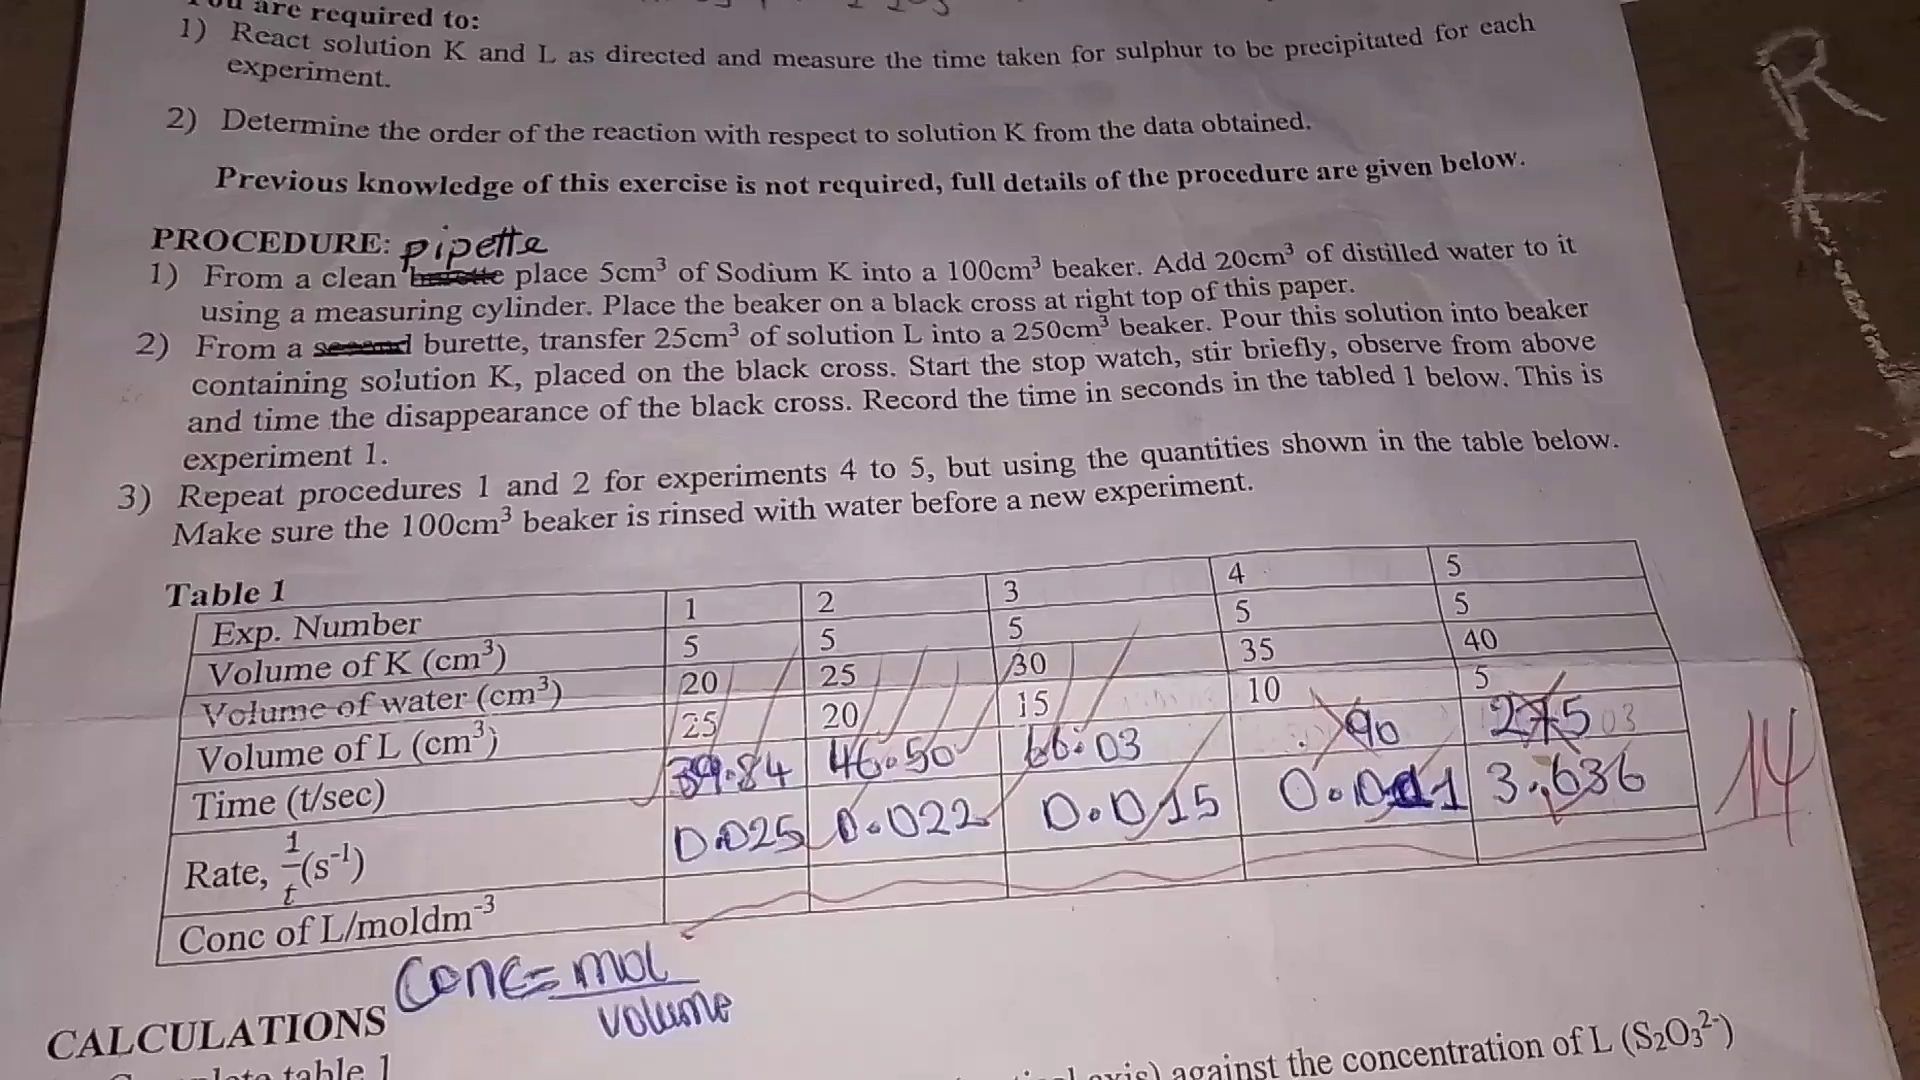 You are required to:
1) React solution K and L as directed and measure the time taken for sulphur to be precipitated for each
experiment.
2) Determine the order of the reaction with respect to solution K from the data obtained.
Previous knowledge of this exercise is not required, full details of the procedure are given below.
PROCEDURE: pipette
1) From a clean place 5cm³ of Sodium K into a 100cm³ beaker. Add 20cm³ of distilled water to it
using a measuring cylinder. Place the beaker on a black cross at right top of this paper.
2) From a second burette, transfer 25cm³ of solution L into a 250cm³ beaker. Pour this solution into beaker
containing solution K, placed on the black cross. Start the stop watch, stir briefly, observe from above
and time the disappearance of the black cross. Record the time in seconds in the tabled 1 below. This is
experiment 1.
3) Repeat procedures 1 and 2 for experiments 4 to 5, but using the quantities shown in the table below.
Make sure the 100cm³ beaker is rinsed with water before a new experiment.
Table 1
Exp. Number 1 2 3 4 5
Volume of K (cm³) 5 5 5 5 5
Volume of water (cm³) 20 25 30 35 40
Volume of L (cm³) 25 20 15 10 5
Time (t/sec) 39.84 46.50 66.03 90 275
Rate, 1/t (s⁻¹) 0.025 0.022 0.015 0.011 3.636
Conc of L/moldm⁻³
14
Conc = mol
volume
CALCULATIONS
table 1
axis) against the concentration of L (S₂O₃²⁻)